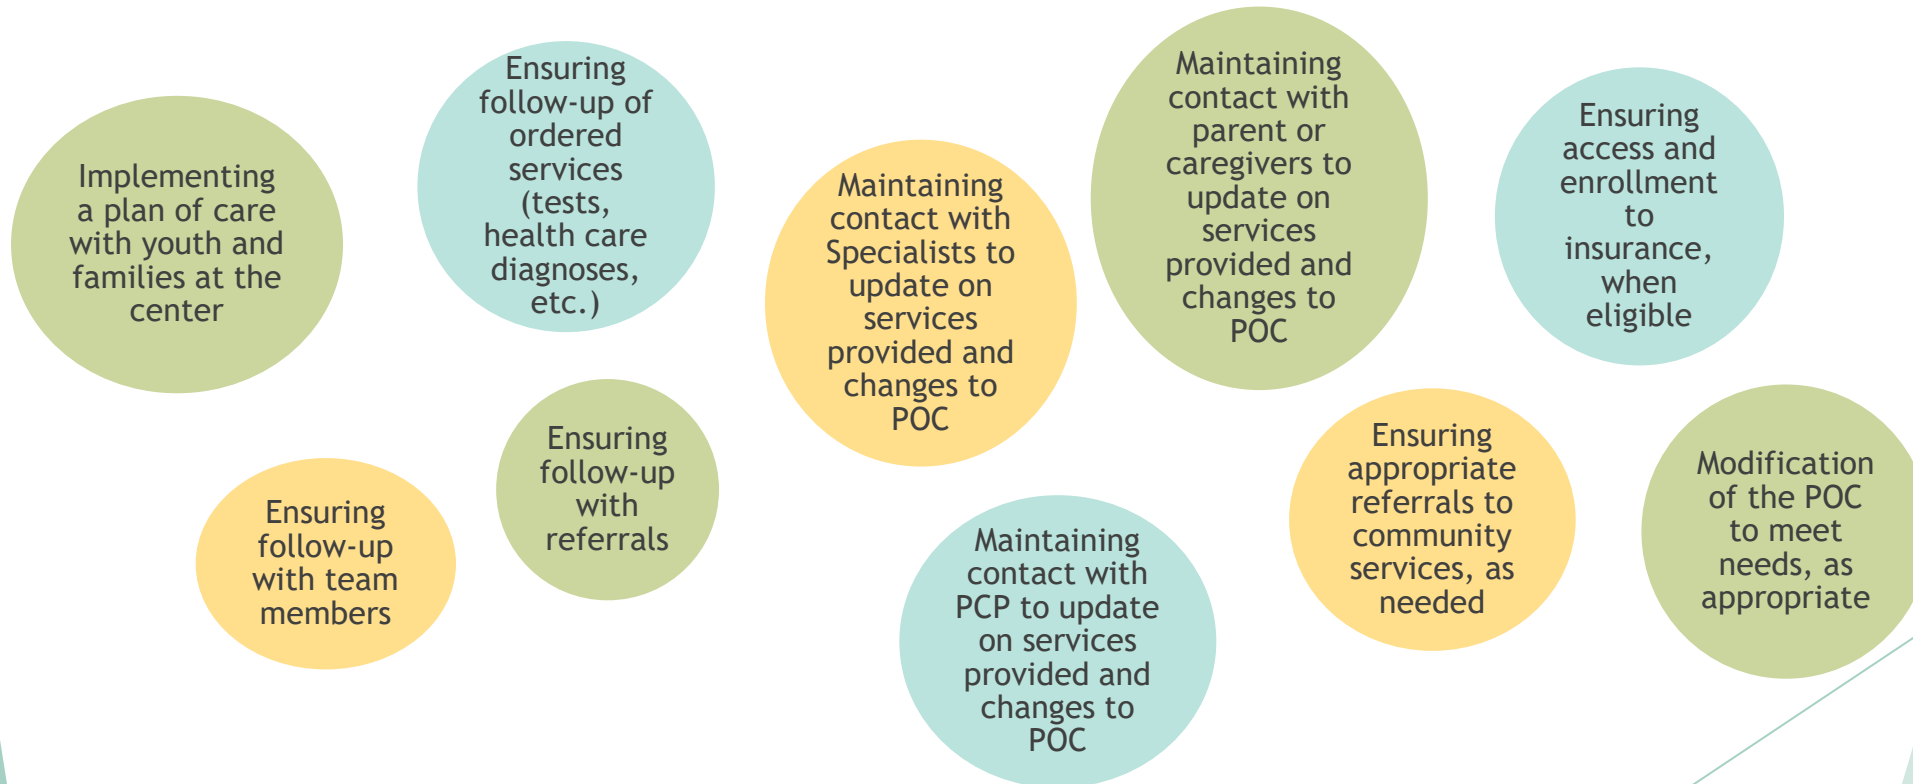 Implementing
a plan of care
with youth and
families at the
center
Ensuring
follow-up of
ordered
services
(tests,
health care
diagnoses,
etc.)
Maintaining
contact with
Specialists to
update on
services
provided and
changes to
POC
Maintaining
contact with
parent or
caregivers to
update on
services
provided and
changes to
POC
Ensuring
access and
enrollment
to
insurance,
when
eligible
Ensuring
follow-up
with team
members
Ensuring
follow-up
with
referrals
Maintaining
contact with
PCP to update
on services
provided and
changes to
POC
Ensuring
appropriate
referrals to
community
services, as
needed
Modification
of the POC
to meet
needs, as
appropriate